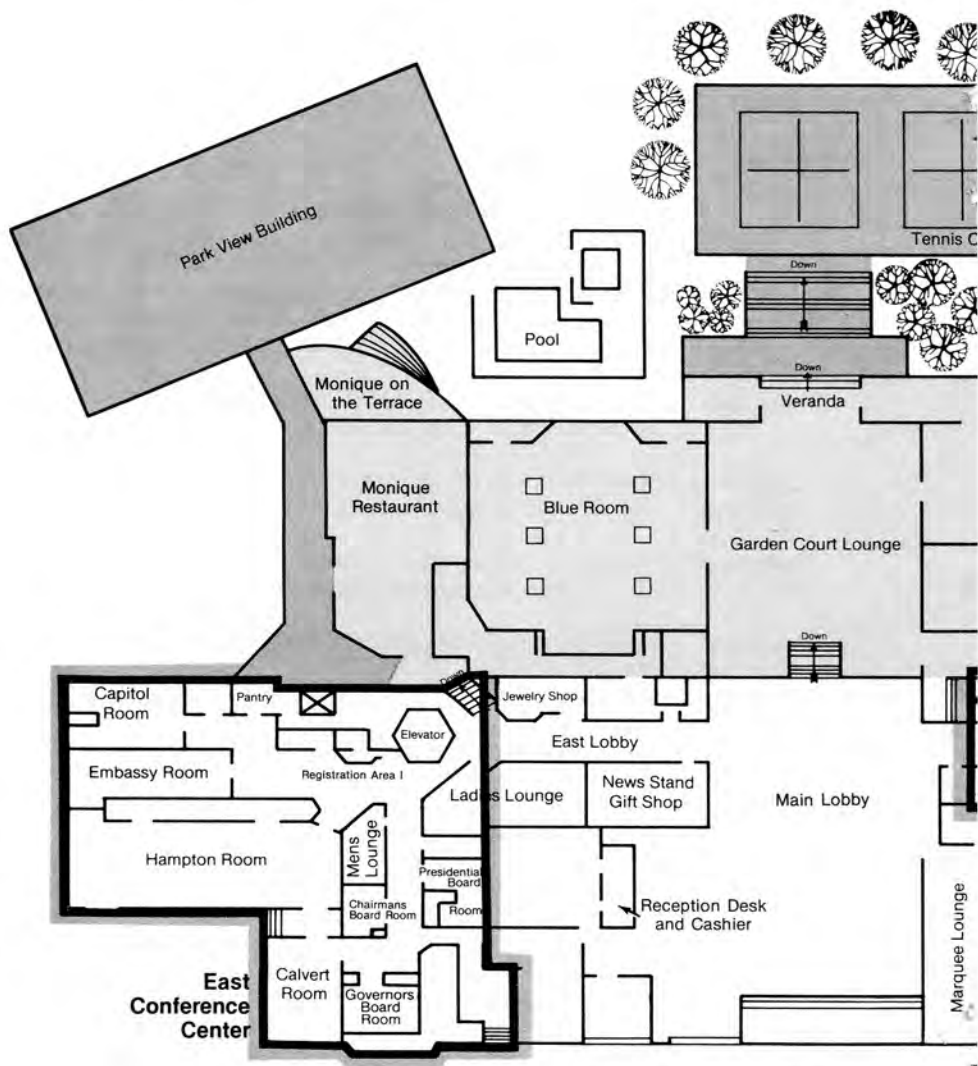 Park View Building
Tennis C
Down
Pool
Down
Veranda
Monique on
the Terrace
Monique
Restaurant
Blue Room
Garden Court Lounge
Down
Down
Capitol
Room
Pantry
Jewelry Shop
Elevator
East Lobby
Embassy Room
Registration Area I
Ladies Lounge
News Stand
Gift Shop
Main Lobby
Hampton Room
Mens
Lounge
Presidential
Board
Room
Chairmans
Board Room
Reception Desk
and Cashier
Marquee Lounge
East
Conference
Center
Calvert
Room
Governors
Board
Room